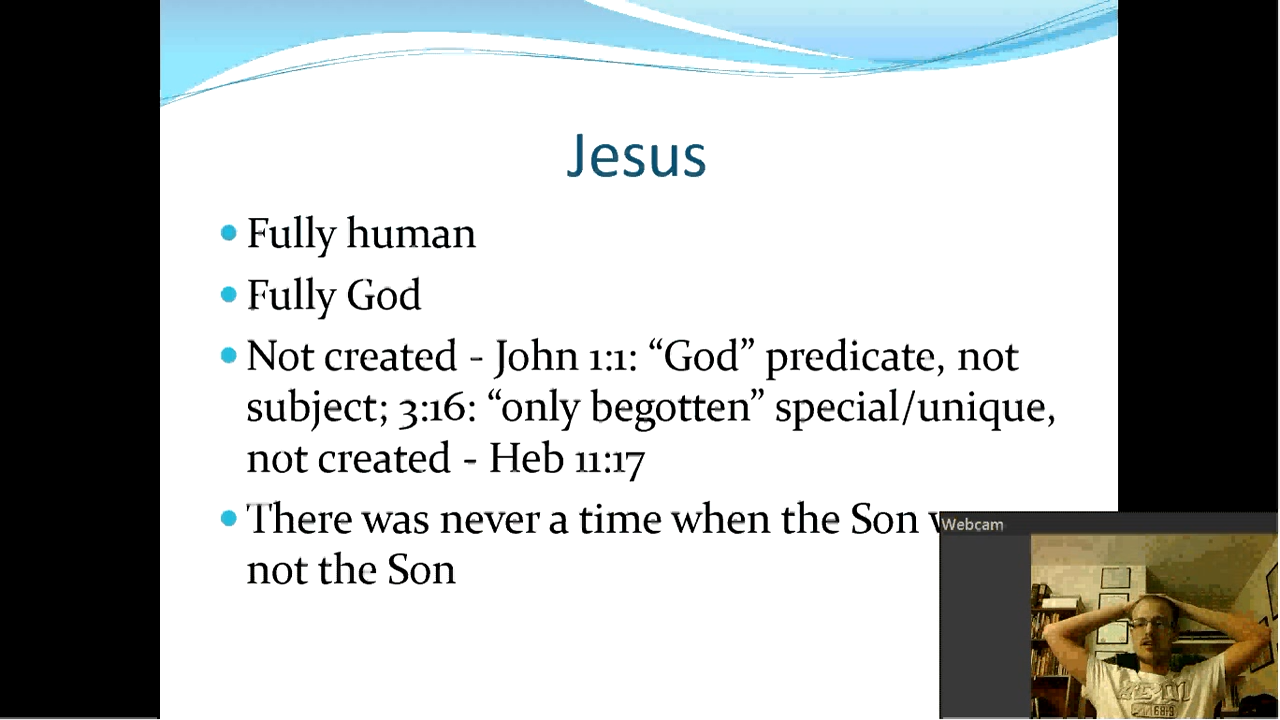 Jesus
• Fully human
• Fully God
• Not created - John 1:1: “God” predicate, not
subject; 3:16: “only begotten” special/unique,
not created - Heb 11:17
• There was never a time when the Son
not the Son
Webcam